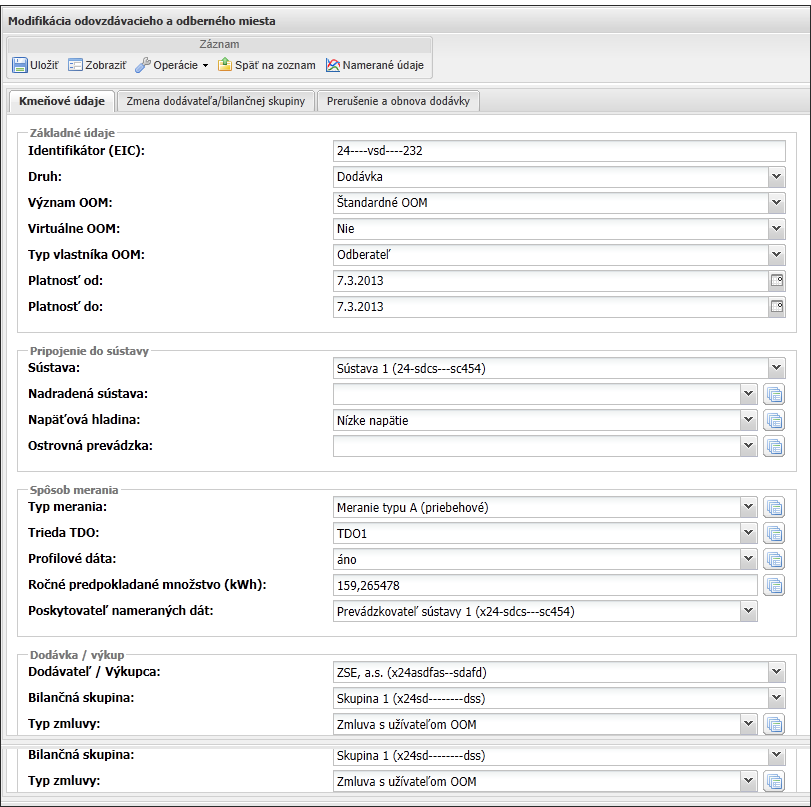 Modifikácia odovzdávacieho a odberného miesta
Záznam
Uložiť Zobraziť Operácie Späť na zoznam Namerané údaje
Kmeňové údaje Zmena dodávateľa/bilančnej skupiny Prerušenie a obnova dodávky
Základné údaje
Identifikátor (EIC): 24----vsd----232
Druh: Dodávka
Význam OOM: Štandardné OOM
Virtuálne OOM: Nie
Typ vlastníka OOM: Odberateľ
Platnosť od: 7.3.2013
Platnosť do: 7.3.2013
Pripojenie do sústavy
Sústava: Sústava 1 (24-sdcs---sc454)
Nadradená sústava:
Napäťová hladina: Nízke napätie
Ostrovná prevádzka:
Spôsob merania
Typ merania: Meranie typu A (priebehové)
Trieda TDO: TDO1
Profilové dáta: áno
Ročné predpokladané množstvo (kWh): 159,265478
Poskytovateľ nameraných dát: Prevádzkovateľ sústavy 1 (x24-sdcs---sc454)
Dodávka / výkup
Dodávateľ / Výkupca: ZSE, a.s. (x24asdfas--sdafd)
Bilančná skupina: Skupina 1 (x24sd--------dss)
Typ zmluvy: Zmluva s užívateľom OOM
Bilančná skupina: Skupina 1 (x24sd--------dss)
Typ zmluvy: Zmluva s užívateľom OOM